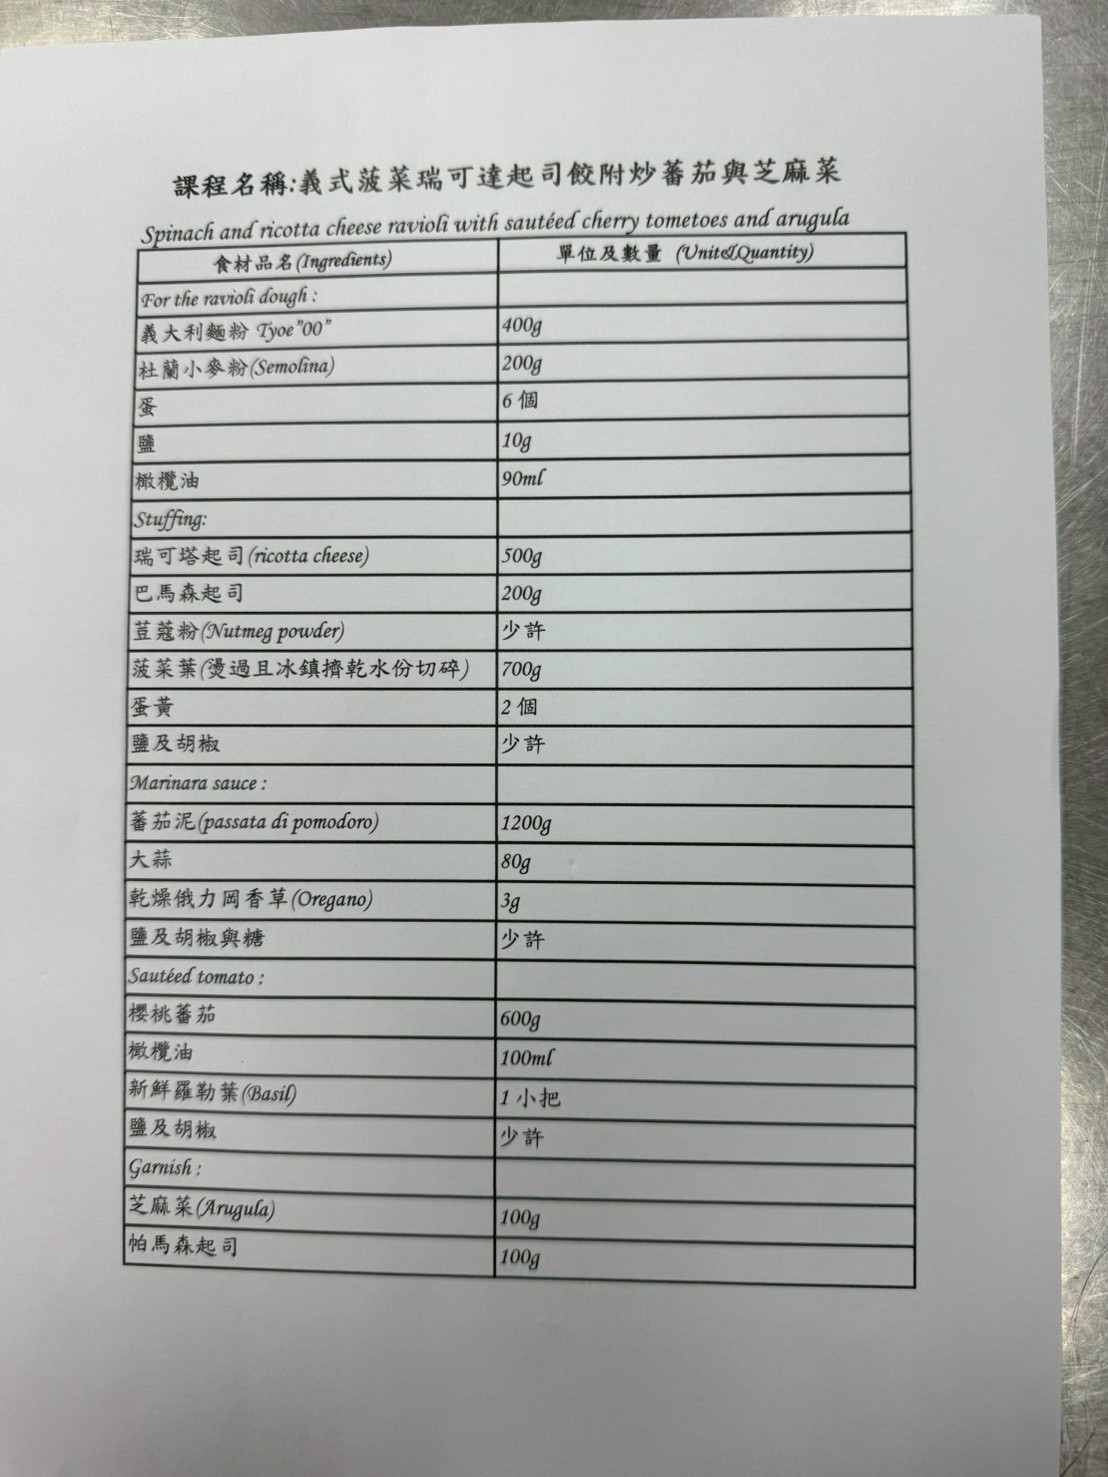 課程名稱:義式菠菜瑞可達起司餃附炒蕃茄與芝麻菜
Spinach and ricotta cheese ravioli with sautéed cherry tometoes and arugula
食材品名(Ingredients) 單位及數量 (Unit&Quantity)
For the ravioli dough :
義大利麵粉 Tyoe"00" 400g
杜蘭小麥粉(Semolina) 200g
蛋 6 個
鹽 10g
橄欖油 90ml
Stuffing:
瑞可塔起司(ricotta cheese) 500g
巴馬森起司 200g
荳蔻粉(Nutmeg powder) 少許
菠菜葉(燙過且冰鎮擠乾水份切碎) 700g
蛋黃 2 個
鹽及胡椒 少許
Marinara sauce :
蕃茄泥(passata di pomodoro) 1200g
大蒜 80g
乾燥俄力岡香草(Oregano) 3g
鹽及胡椒與糖 少許
Sautéed tomato :
櫻桃蕃茄 600g
橄欖油 100ml
新鮮羅勒葉(Basil) 1 小把
鹽及胡椒 少許
Garnish :
芝麻菜(Arugula) 100g
帕馬森起司 100g